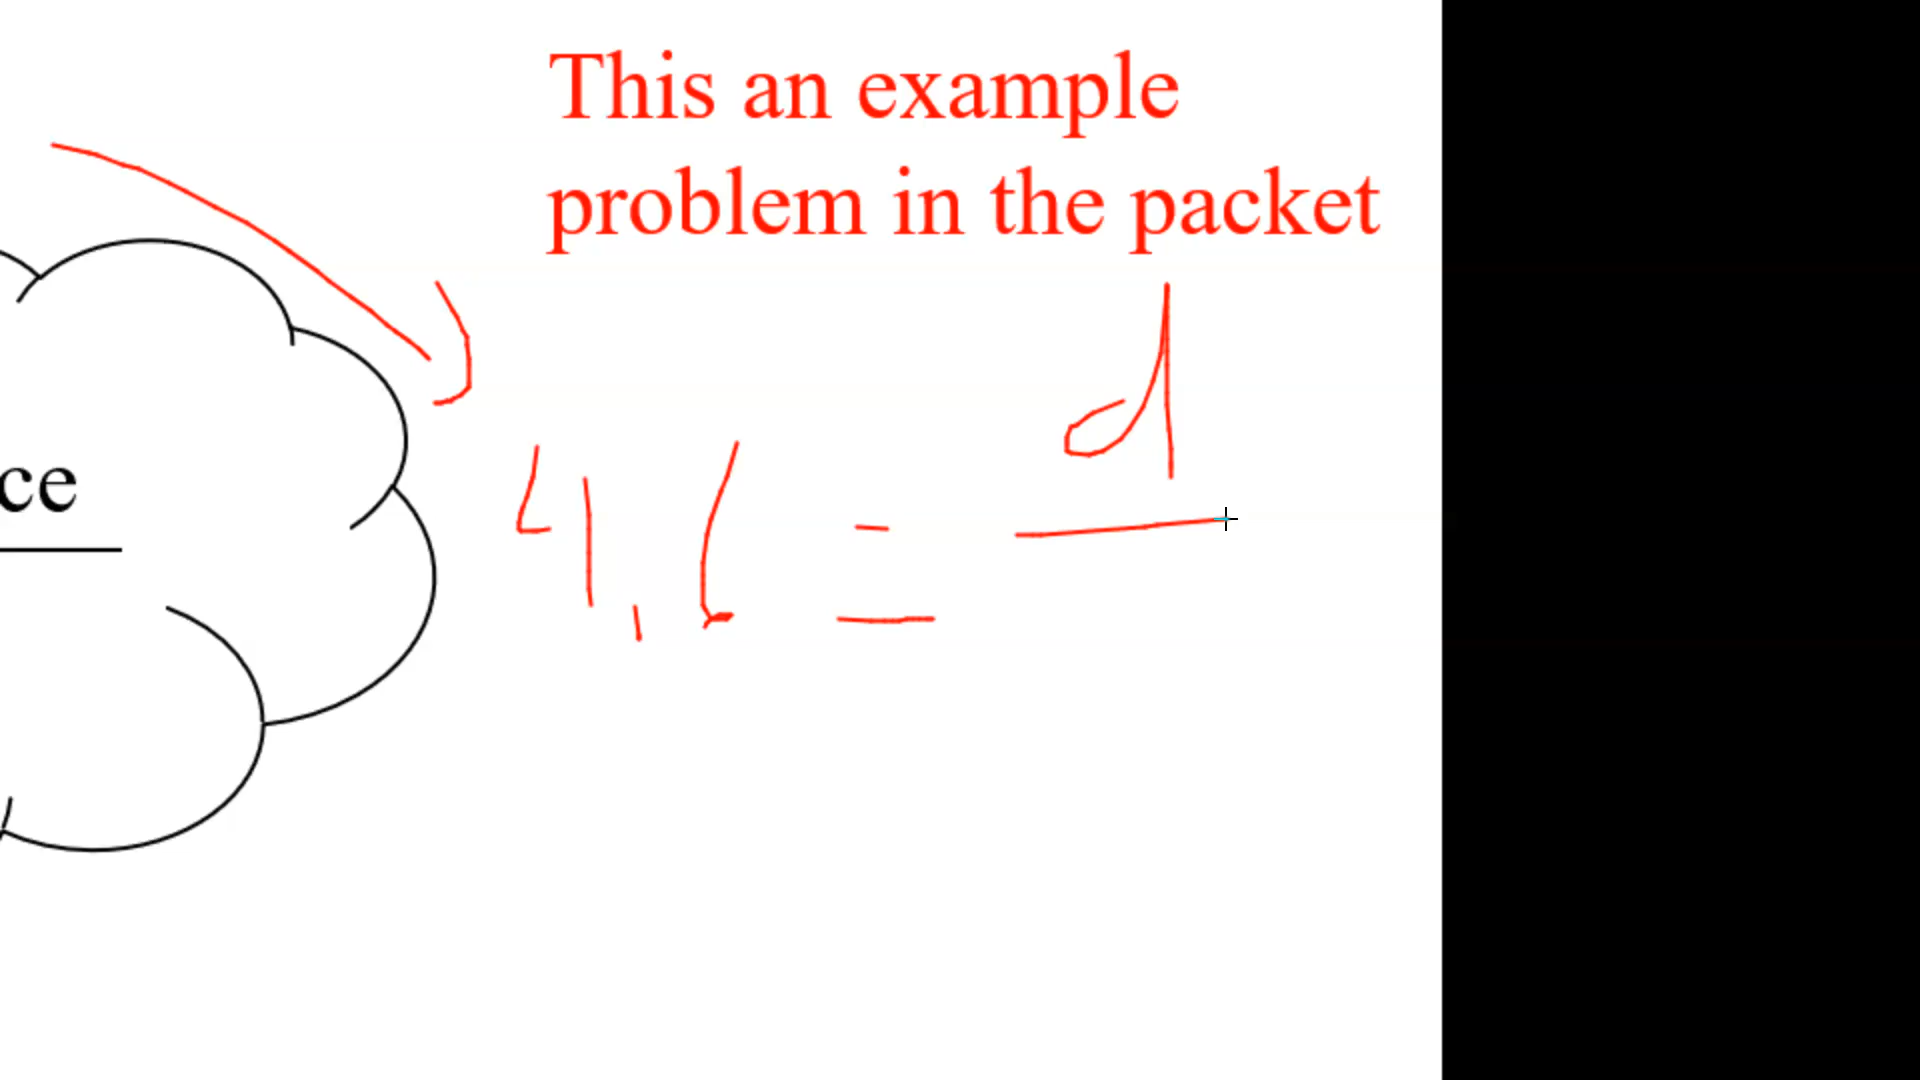 This an example
problem in the packet
d
4.6 =
ce